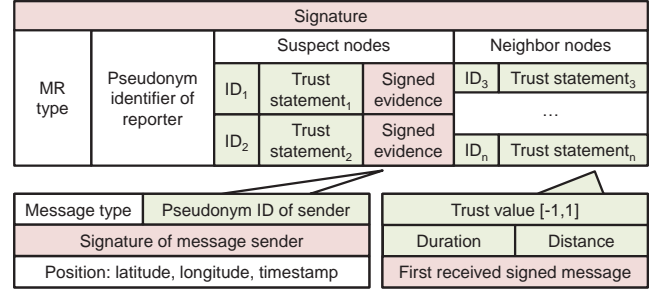 Signature
MR type
Pseudonym identifier of reporter
Suspect nodes
Neighbor nodes
ID1
Trust statement1
Signed evidence
ID2
Trust statement2
Signed evidence
ID3
Trust statement3
...
IDn
Trust statementn
Message type
Pseudonym ID of sender
Signature of message sender
Position: latitude, longitude, timestamp
Trust value [-1,1]
Duration
Distance
First received signed message